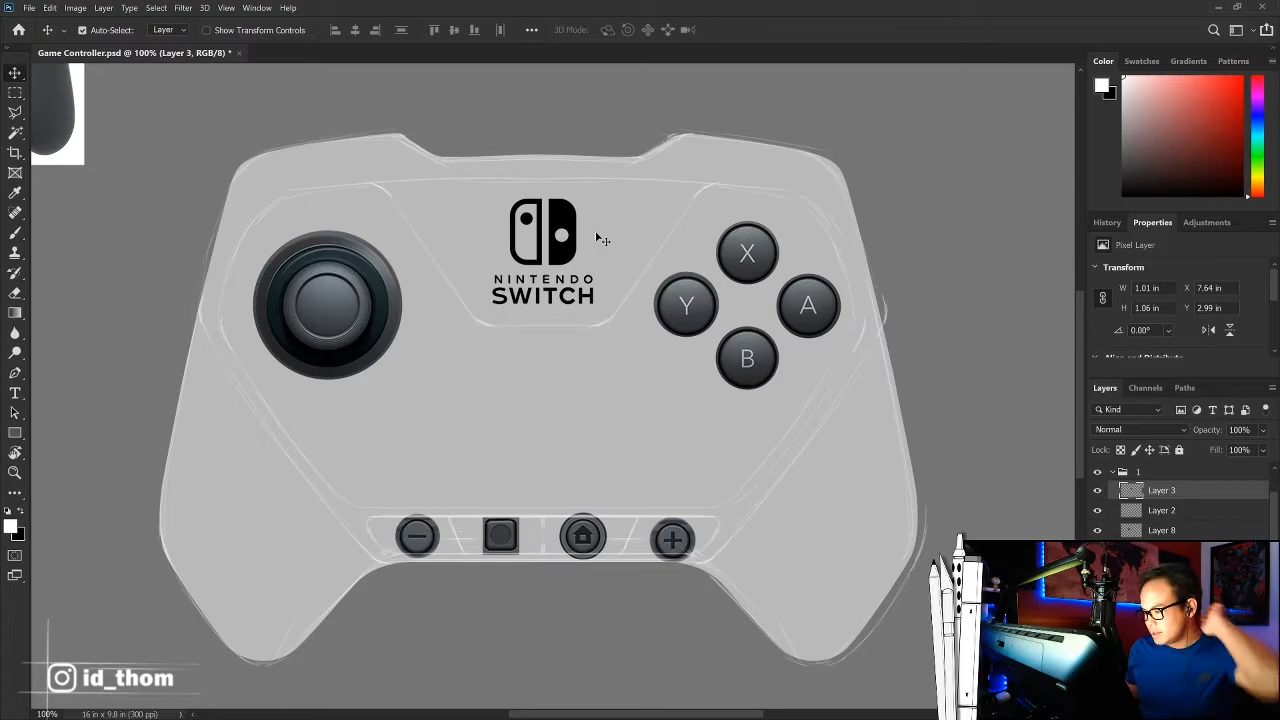 File Edit Image Layer Type Select Filter 3D View Window Help
Auto-Select: Layer Show Transform Controls 3D Mode:
Game Controller.psd @ 100% (Layer 3, RGB/8) *
Color Swatches Gradients Patterns
NINTENDO
SWITCH
X
Y
A
B
History Properties Adjustments
Pixel Layer
Transform
W 1.01 in X 7.64 in
H 1.06 in Y 2.99 in
0.00°
Align and Distribute
Layers Channels Paths
Kind
Normal Opacity: 100%
Lock: Fill: 100%
1
Layer 3
Layer 2
Layer 8
id_thom
100% 16 in x 9.8 in (300 ppi)